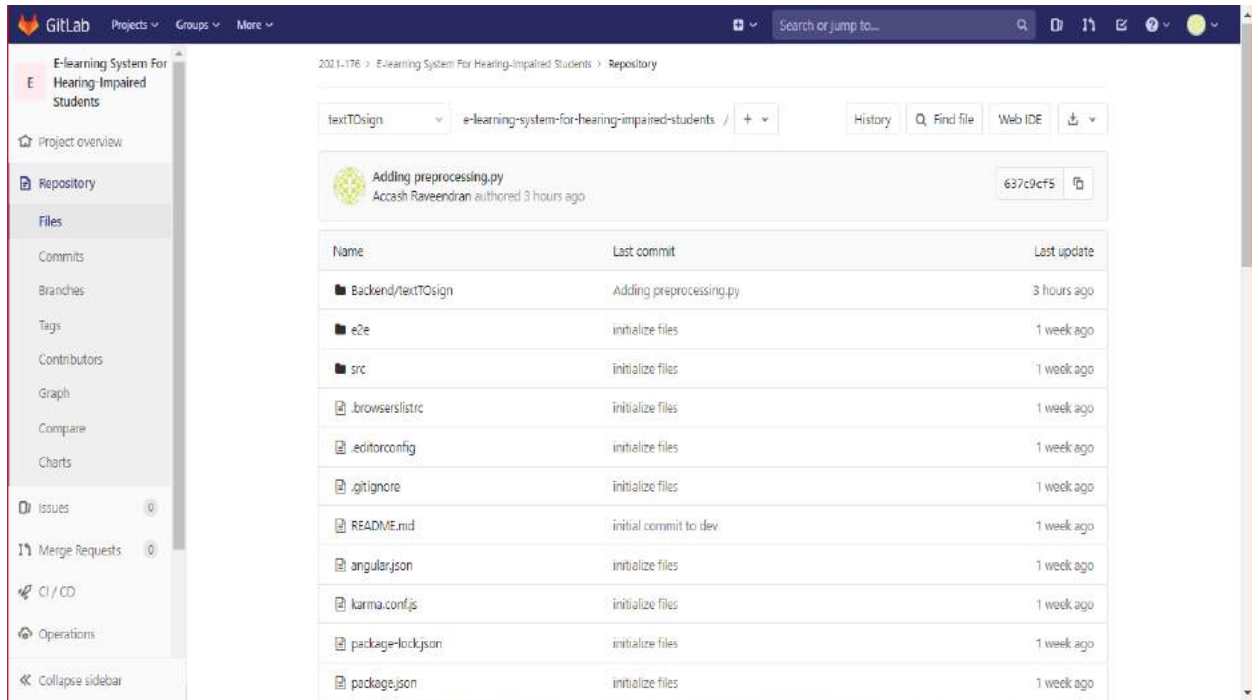 GitLab Projects Groups More Search or jump to...
E E-learning System For
Hearing-Impaired
Students
Project overview
Repository
Files
Commits
Branches
Tags
Contributors
Graph
Compare
Charts
Issues 0
Merge Requests 0
CI / CD
Operations
Collapse sidebar
2021-176 > E-learning System For Hearing-Impaired Students > Repository
textTOsign e-learning-system-for-hearing-impaired-students / + History Find file Web IDE
Adding preprocessing.py
Accash Raveendran authored 3 hours ago
637c9cf5
Name Last commit Last update
Backend/textTOsign Adding preprocessing.py 3 hours ago
e2e initialize files 1 week ago
src initialize files 1 week ago
.browserslistrc initialize files 1 week ago
.editorconfig initialize files 1 week ago
.gitignore initialize files 1 week ago
README.md initial commit to dev 1 week ago
angular.json initialize files 1 week ago
karma.conf.js initialize files 1 week ago
package-lock.json initialize files 1 week ago
package.json initialize files 1 week ago